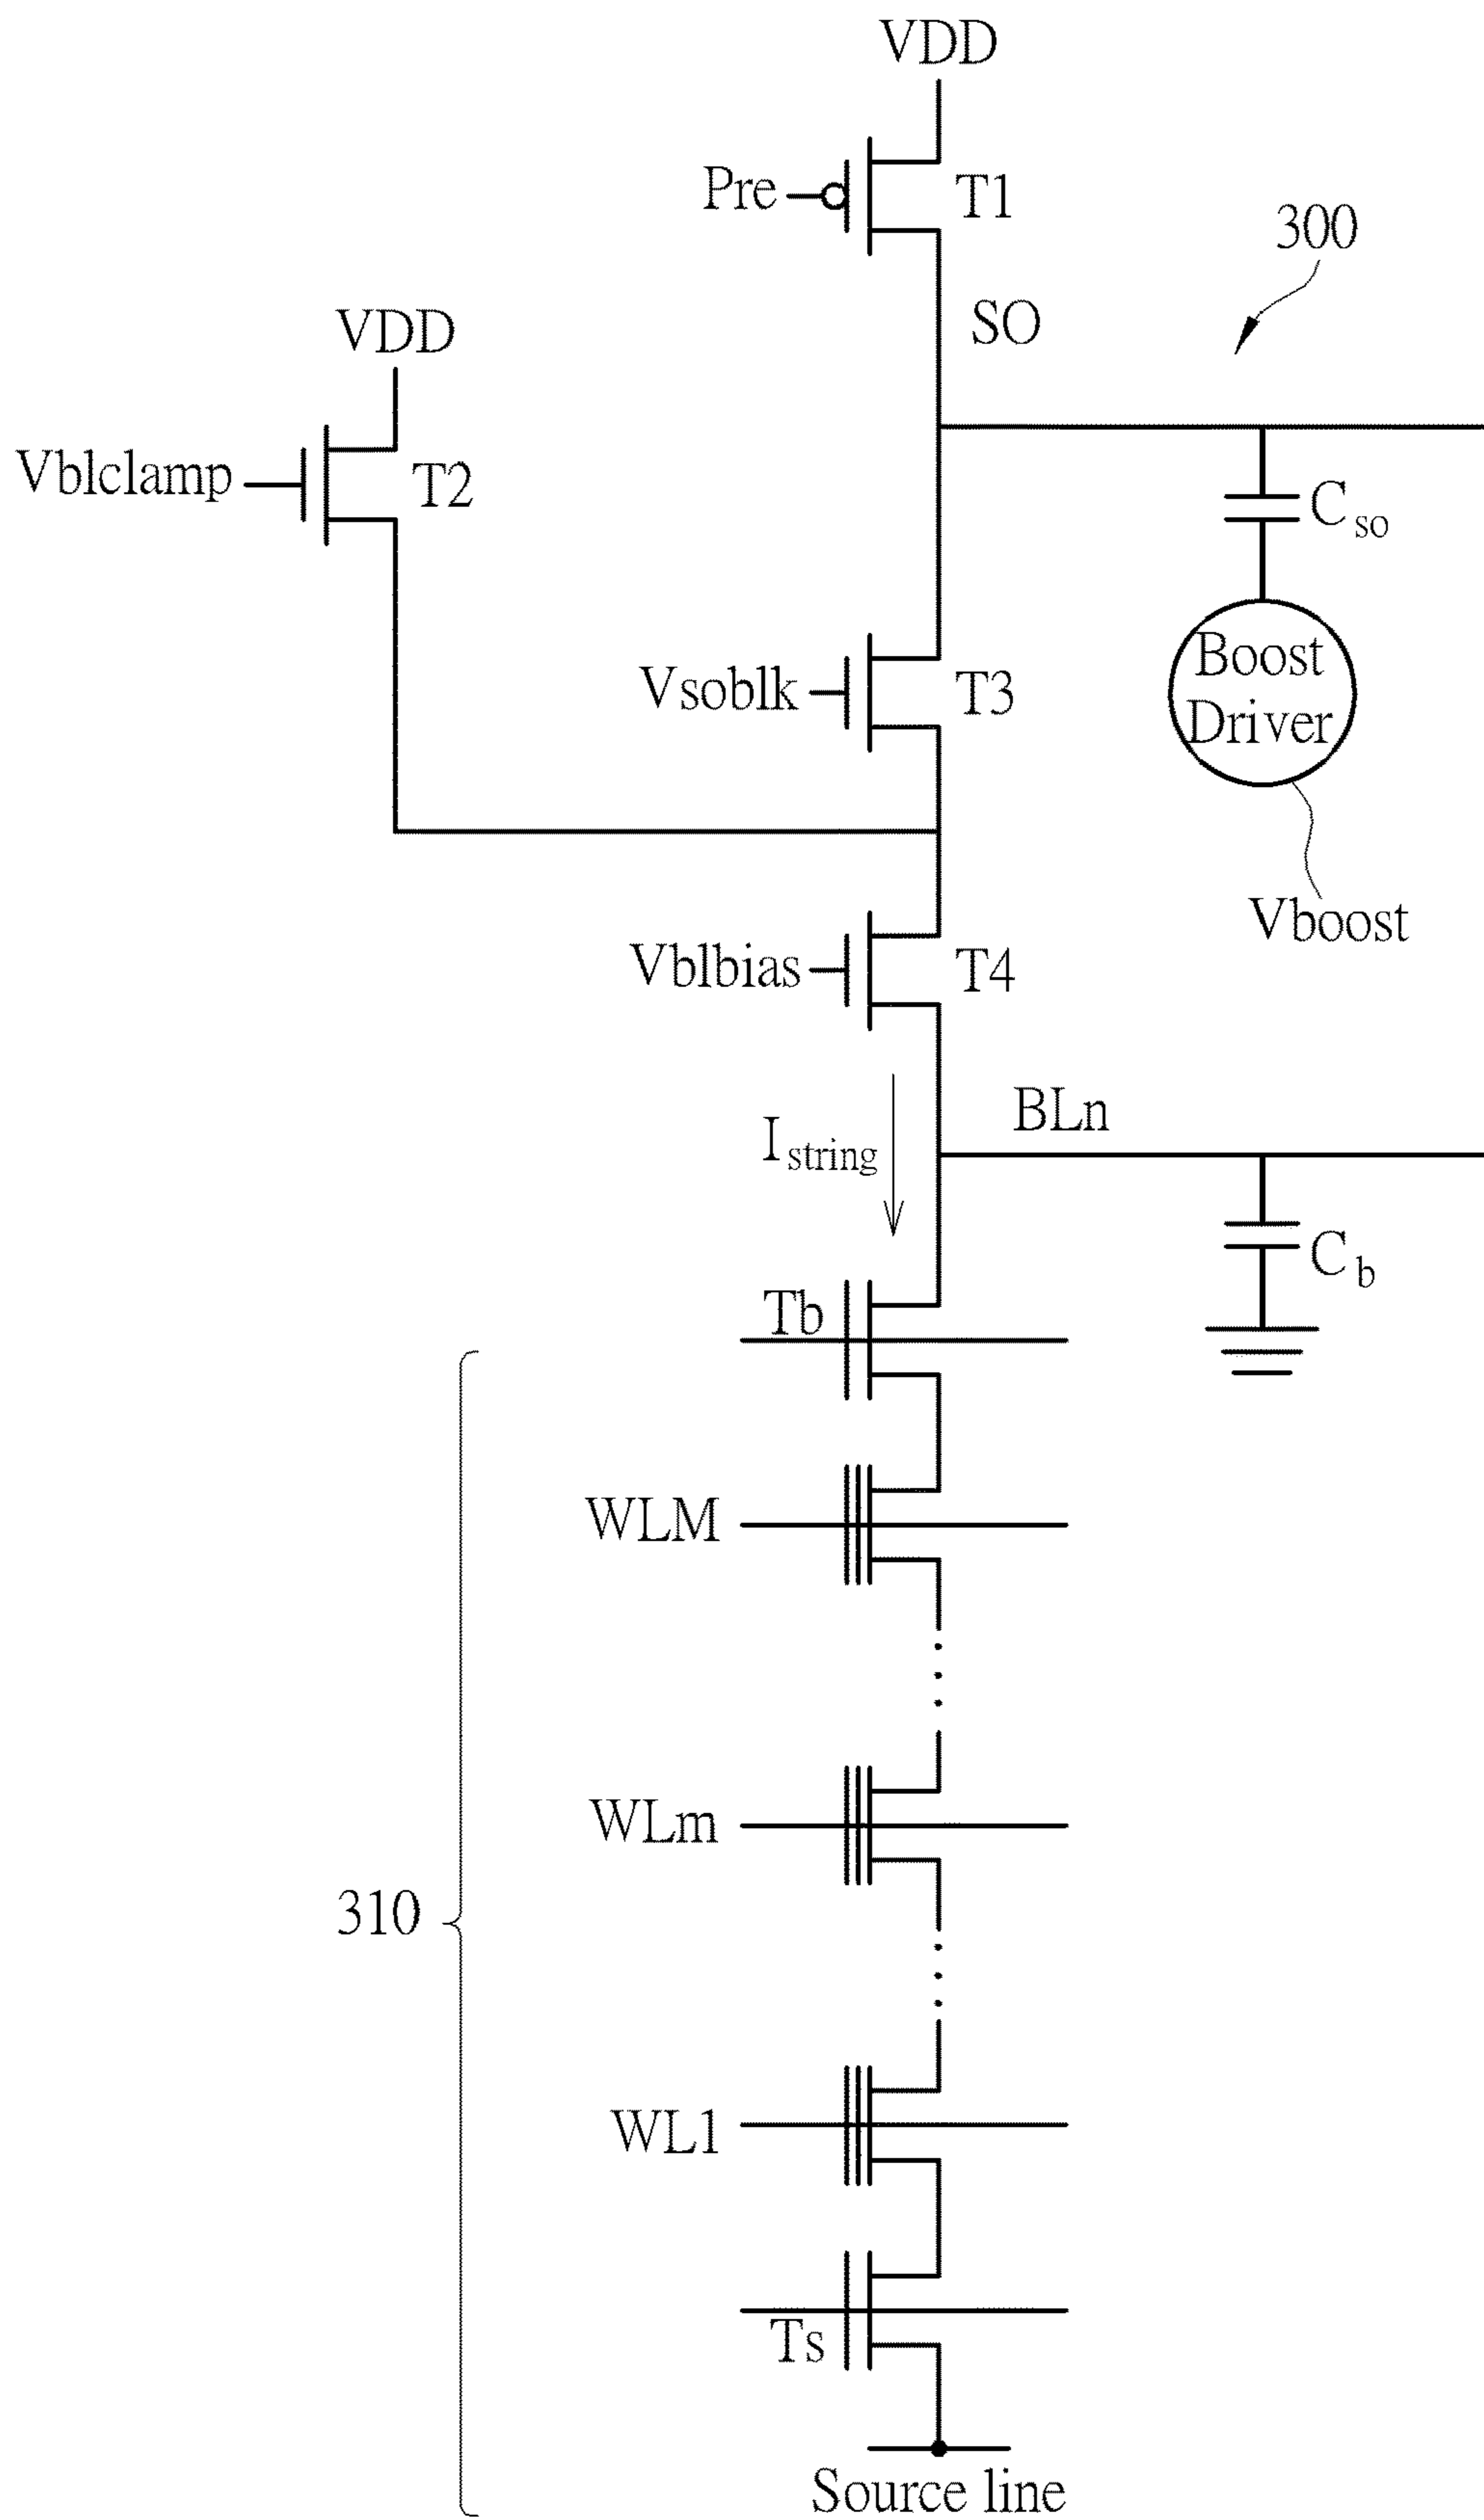 VDD
Pre
T1
300
SO
VDD
Vblclamp
T2
Cso
Boost
Driver
Vsoblk
T3
Vboost
Vblbias
T4
BLn
Istring
Cb
Tb
WLM
WLm
310
WL1
Ts
Source line